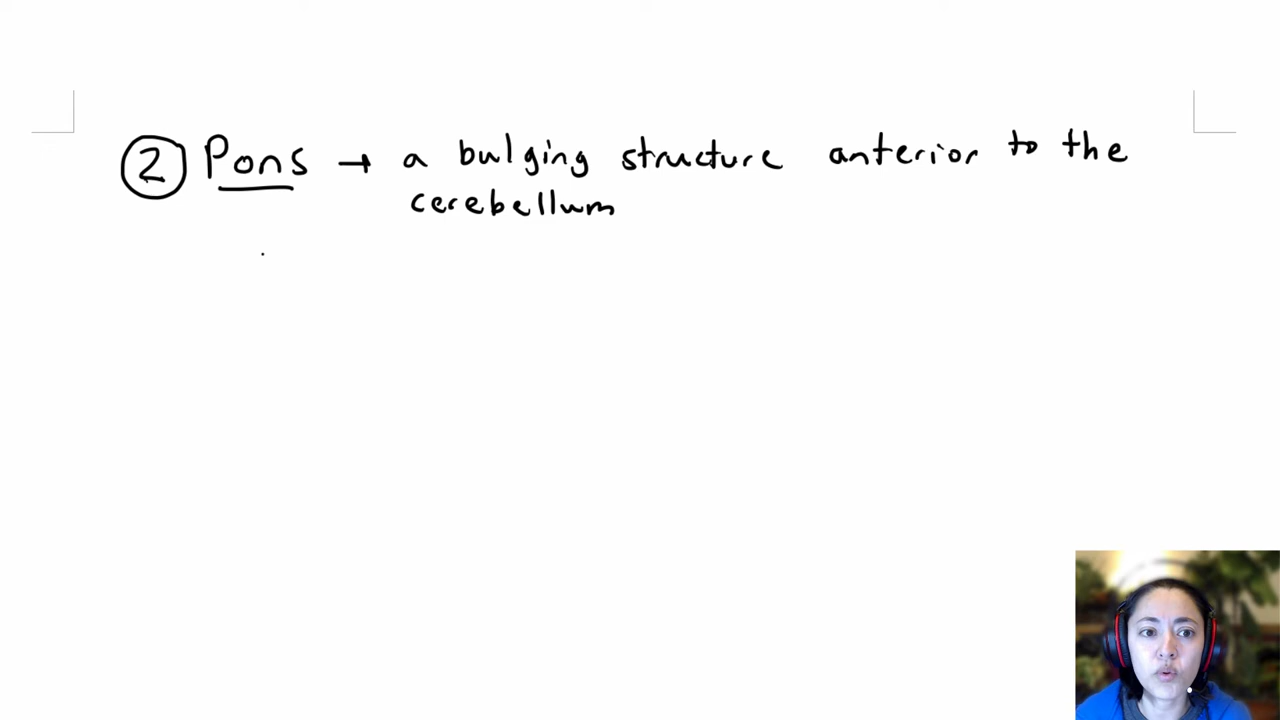 ② Pons → a bulging structure anterior to the
cerebellum